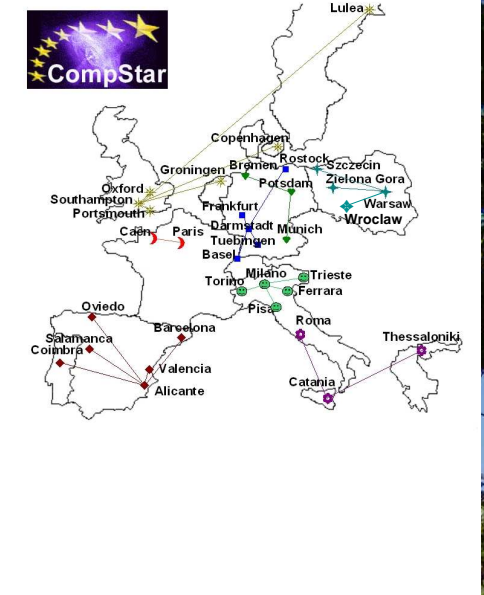 Lulea
CompStar
Copenhagen
Bremen
Rostock
Szczecin
Groningen
Zielona Gora
Potsdam
Oxford
Southampton
Warsaw
Portsmouth
Frankfurt
Wroclaw
Darmstadt
Caen
Paris
Munich
Tuebingen
Basel
Milano
Trieste
Torino
Ferrara
Oviedo
Pisa
Roma
Barcelona
Salamanca
Thessaloniki
Coimbra
Valencia
Catania
Alicante